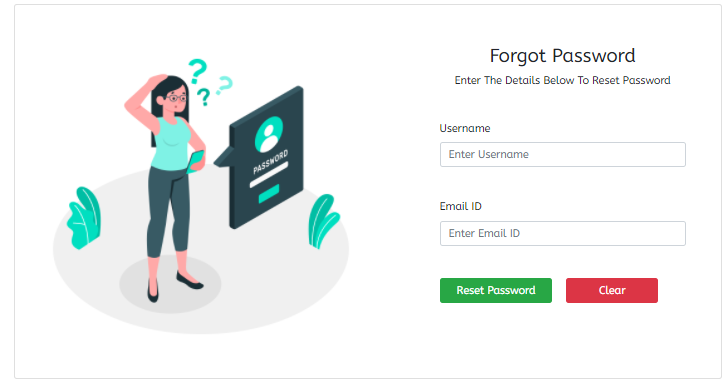 Forgot Password
Enter The Details Below To Reset Password
PASSWORD
Username
Enter Username
Email ID
Enter Email ID
Reset Password
Clear